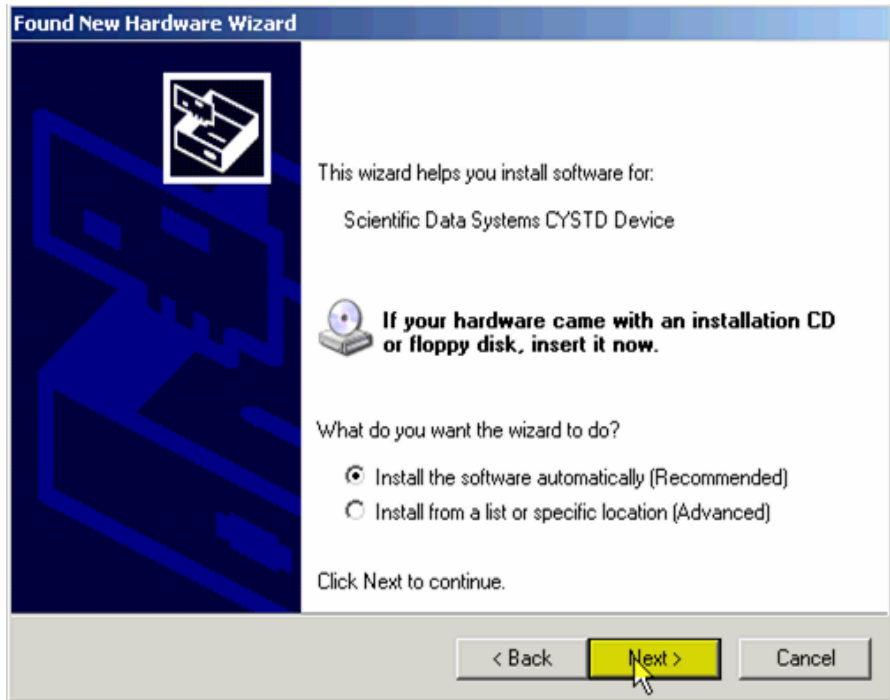 Found New Hardware Wizard
This wizard helps you install software for:
Scientific Data Systems CYSTD Device
If your hardware came with an installation CD
or floppy disk, insert it now.
What do you want the wizard to do?
Install the software automatically (Recommended)
Install from a list or specific location (Advanced)
Click Next to continue.
< Back Next > Cancel